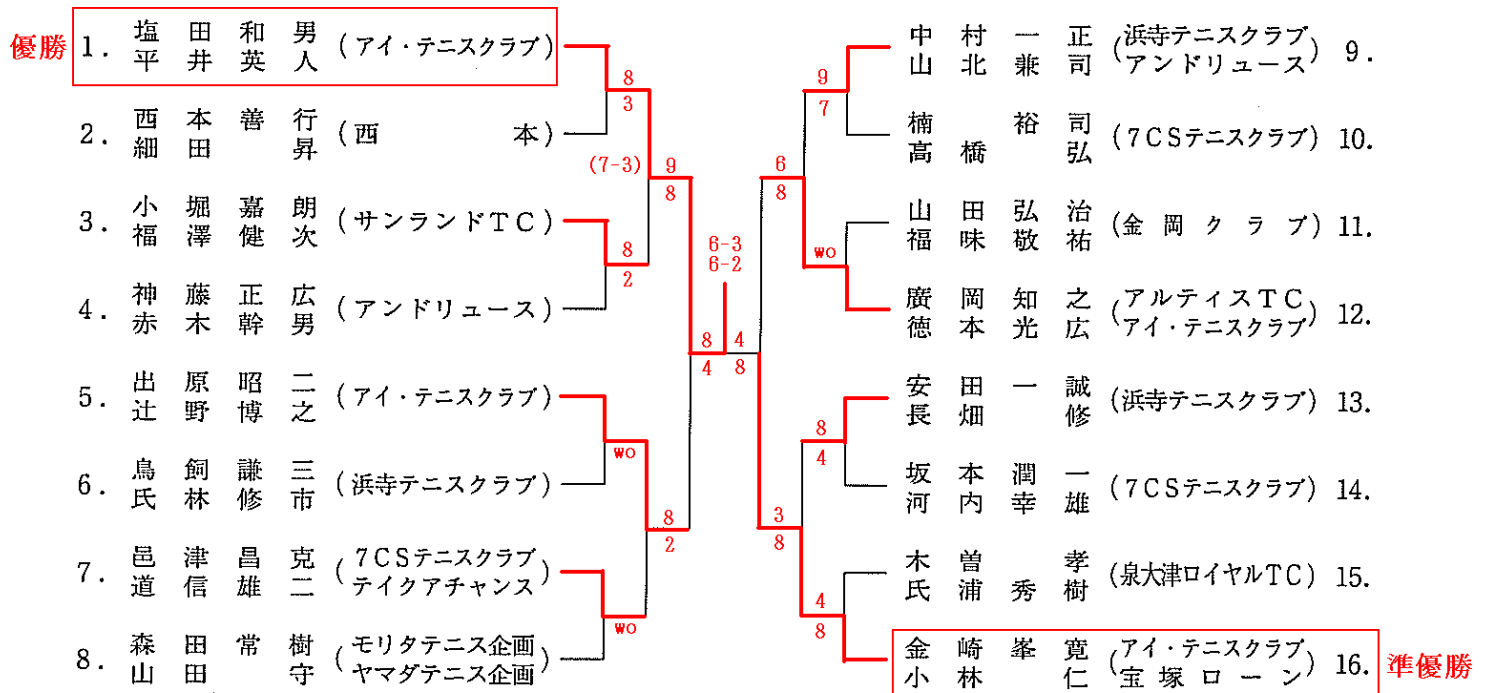 優勝 1. 塩田和男 (アイ・テニスクラブ)
平井英人
8
3
2. 西本善行 (西本)
細田昇
(7-3) 9
8
3. 小堀嘉朗 (サンランドTC)
福澤健次
8
2
4. 神藤正広 (アンドリュース)
赤木幹男
8
4
5. 出原昭二 (アイ・テニスクラブ)
辻野博之
WO
6. 鳥飼謙三 (浜寺テニスクラブ)
氏林修市
8
2
7. 邑津昌克 (7CSテニスクラブ
道信雄二 テイクアチャンス)
WO
8. 森田常樹 (モリタテニス企画
山田守 ヤマダテニス企画)
6-3
6-2
中村一正 (浜寺テニスクラブ
山北兼司 アンドリュース) 9.
9
7
楠裕司 (7CSテニスクラブ) 10.
高橋弘
6
8
山田弘治 (金岡クラブ) 11.
福味敬祐
WO
廣岡知之 (アルティスTC
徳本光広 アイ・テニスクラブ) 12.
4
8
安田一誠 (浜寺テニスクラブ) 13.
長畑修
8
4
坂本潤一 (7CSテニスクラブ) 14.
河内幸雄
3
8
木曽孝 (泉大津ロイヤルTC) 15.
氏浦秀樹
4
8
金崎峯寛 (アイ・テニスクラブ
小林仁 宝塚ローン) 16. 準優勝